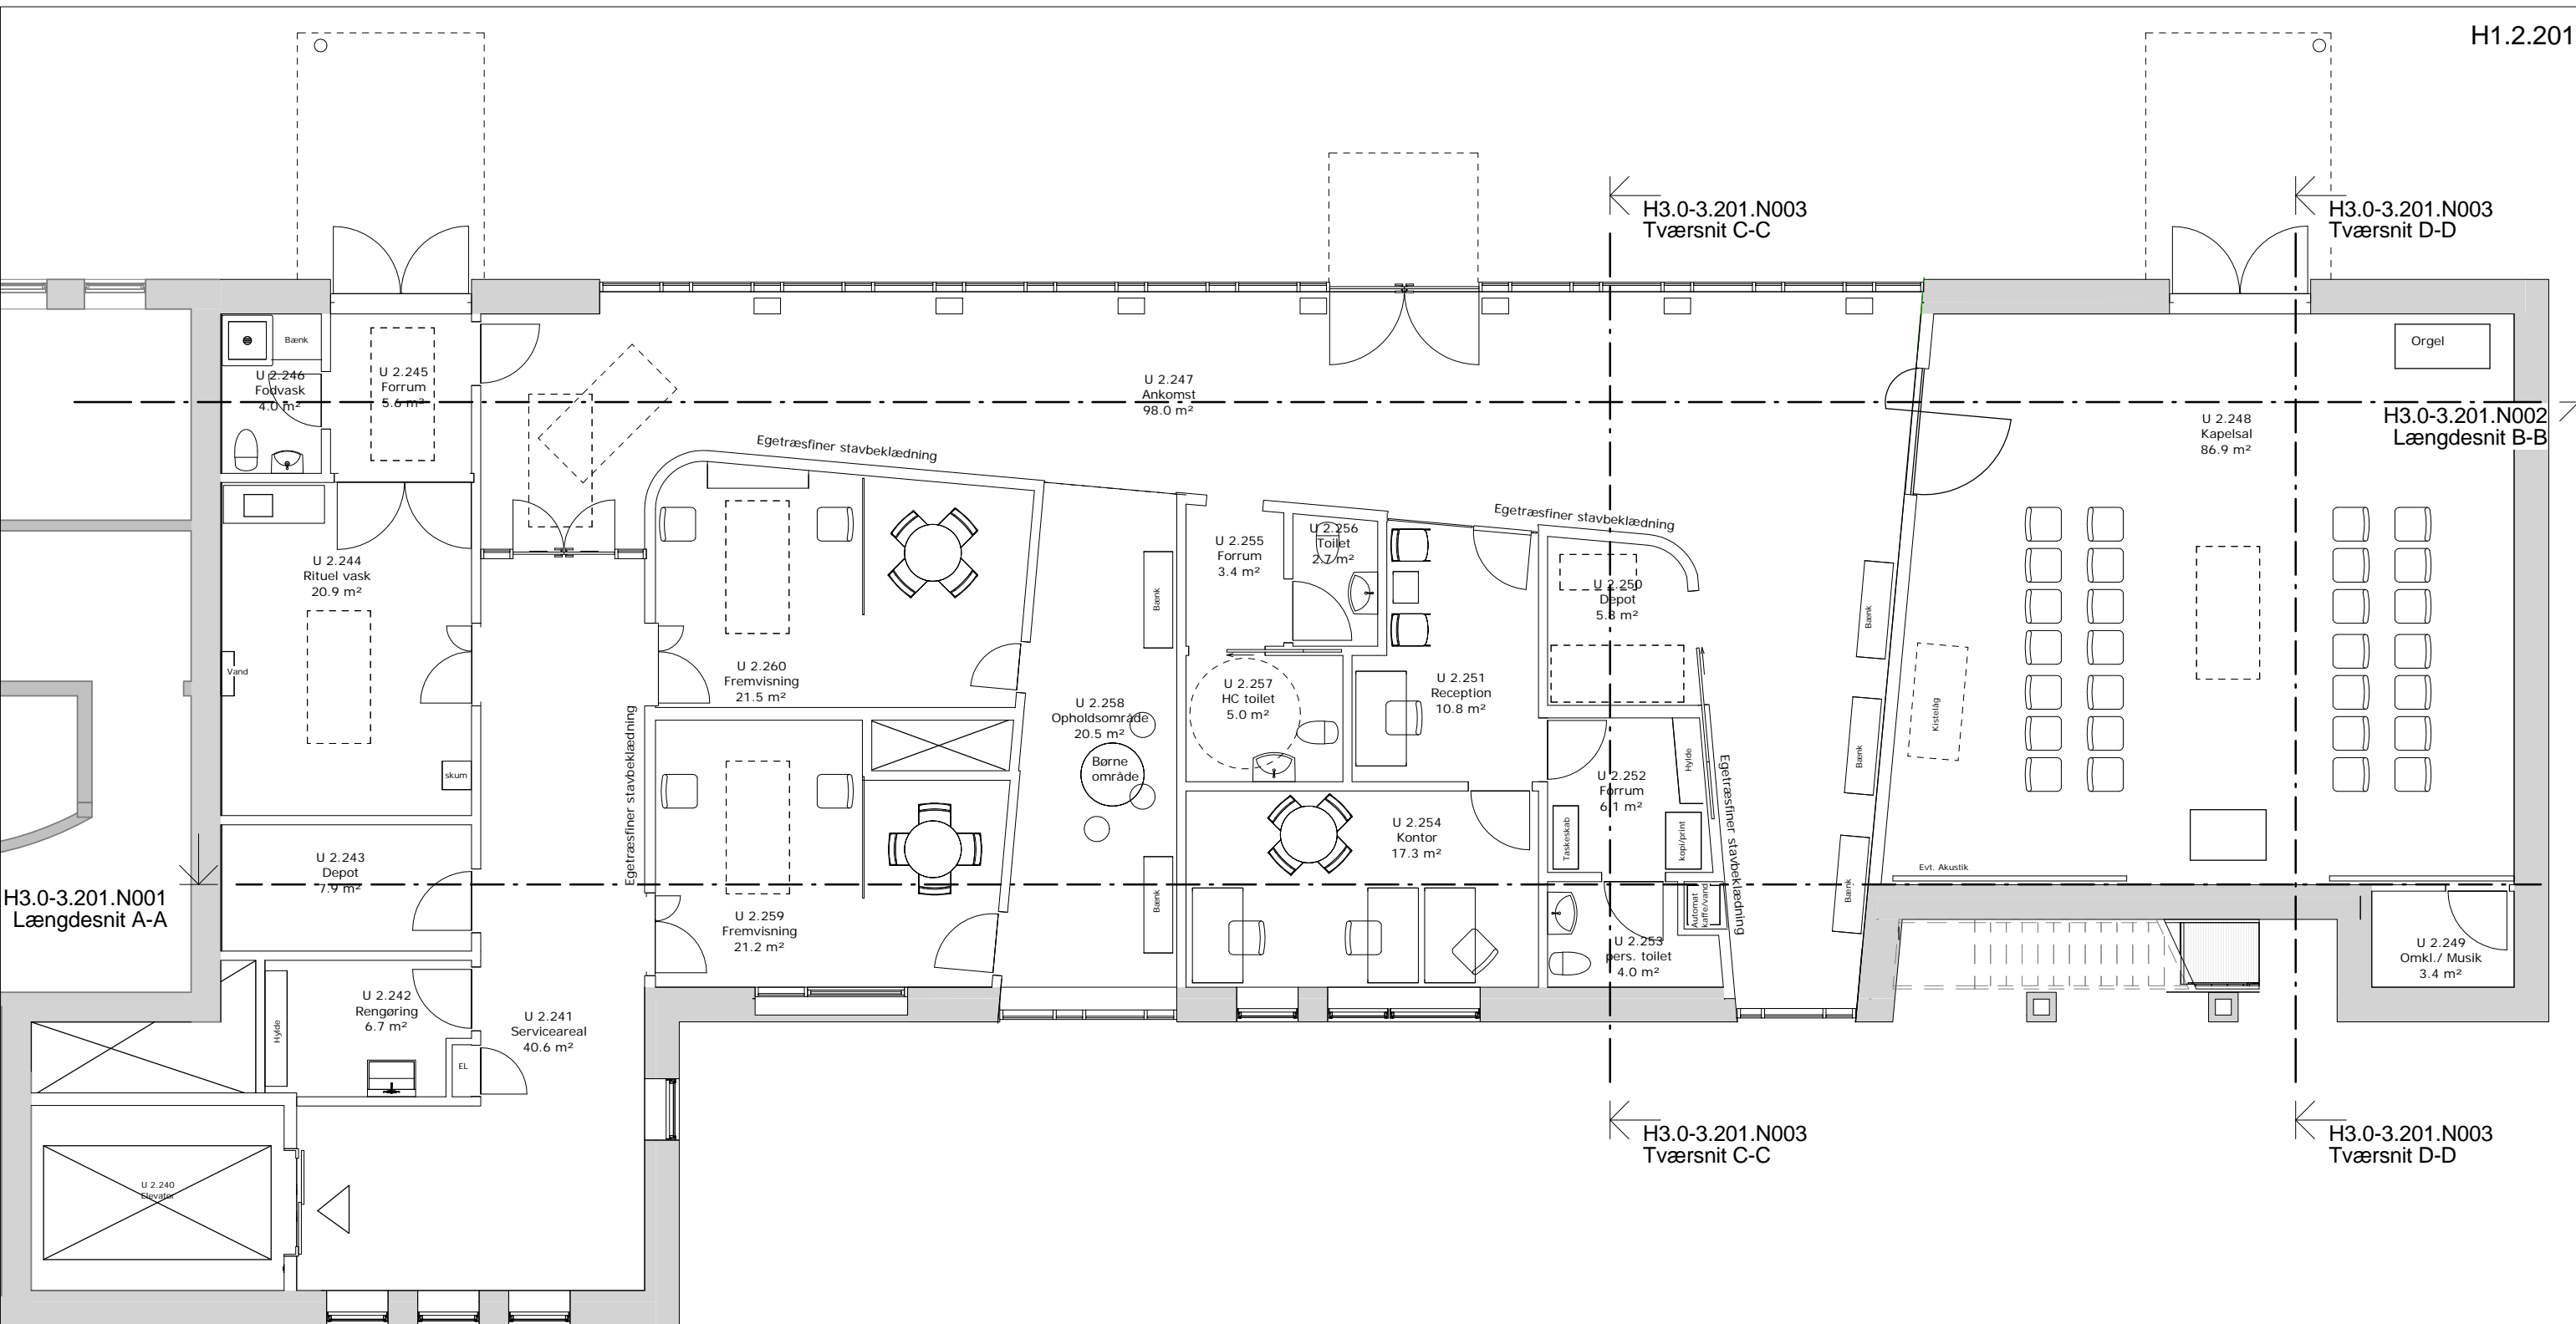 H1.2.201
H3.0-3.201.N003
Tværsnit C-C
H3.0-3.201.N003
Tværsnit D-D
Bænk
U 2.246
Fodvask
4.0 m²
U 2.245
Forrum
5.6 m²
U 2.247
Ankomst
98.0 m²
Orgel
U 2.248
Kapelsal
86.9 m²
H3.0-3.201.N002
Længdesnit B-B
Egetræsfiner stavbeklædning
Egetræsfiner stavbeklædning
U 2.244
Rituel vask
20.9 m²
Vand
skum
U 2.260
Fremvisning
21.5 m²
Bænk
U 2.255
Forrum
3.4 m²
U 2.256
Toilet
2.7 m²
U 2.250
Depot
5.8 m²
Bænk
U 2.258
Opholdsområde
20.5 m²
Børne
område
U 2.257
HC toilet
5.0 m²
U 2.251
Reception
10.8 m²
Kistelåg
Bænk
Hylde
U 2.252
Forrum
6.1 m²
Egetræsfiner stavbeklædning
Egetræsfiner stavbeklædning
Taskeskab
kopi/print
U 2.254
Kontor
17.3 m²
U 2.243
Depot
7.9 m²
H3.0-3.201.N001
Længdesnit A-A
Evt. Akustik
Bænk
Bænk
Automat
kaffe/vand
U 2.259
Fremvisning
21.2 m²
U 2.253
pers. toilet
4.0 m²
U 2.249
Omkl./ Musik
3.4 m²
U 2.242
Rengøring
6.7 m²
Hylde
U 2.241
Serviceareal
40.6 m²
EL
H3.0-3.201.N003
Tværsnit C-C
H3.0-3.201.N003
Tværsnit D-D
U 2.240
Elevator